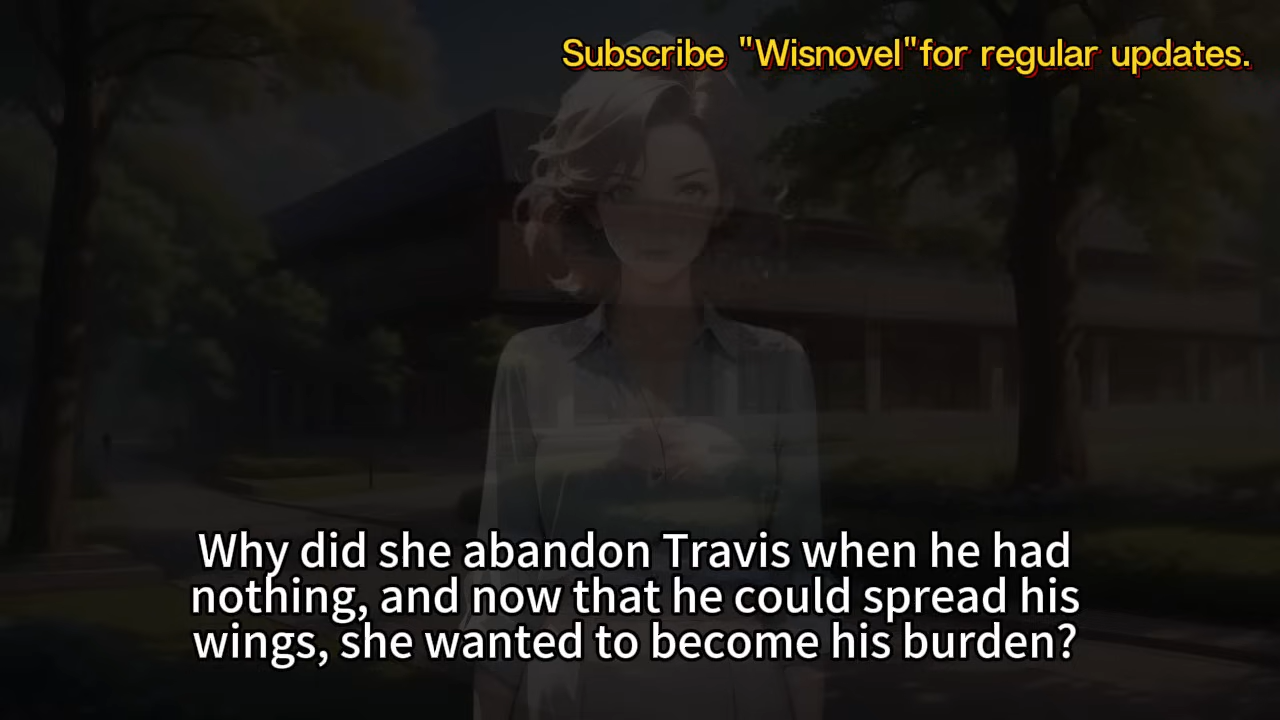 Subscribe "Wisnovel"for regular updates.
Why did she abandon Travis when he had
nothing, and now that he could spread his
wings, she wanted to become his burden?